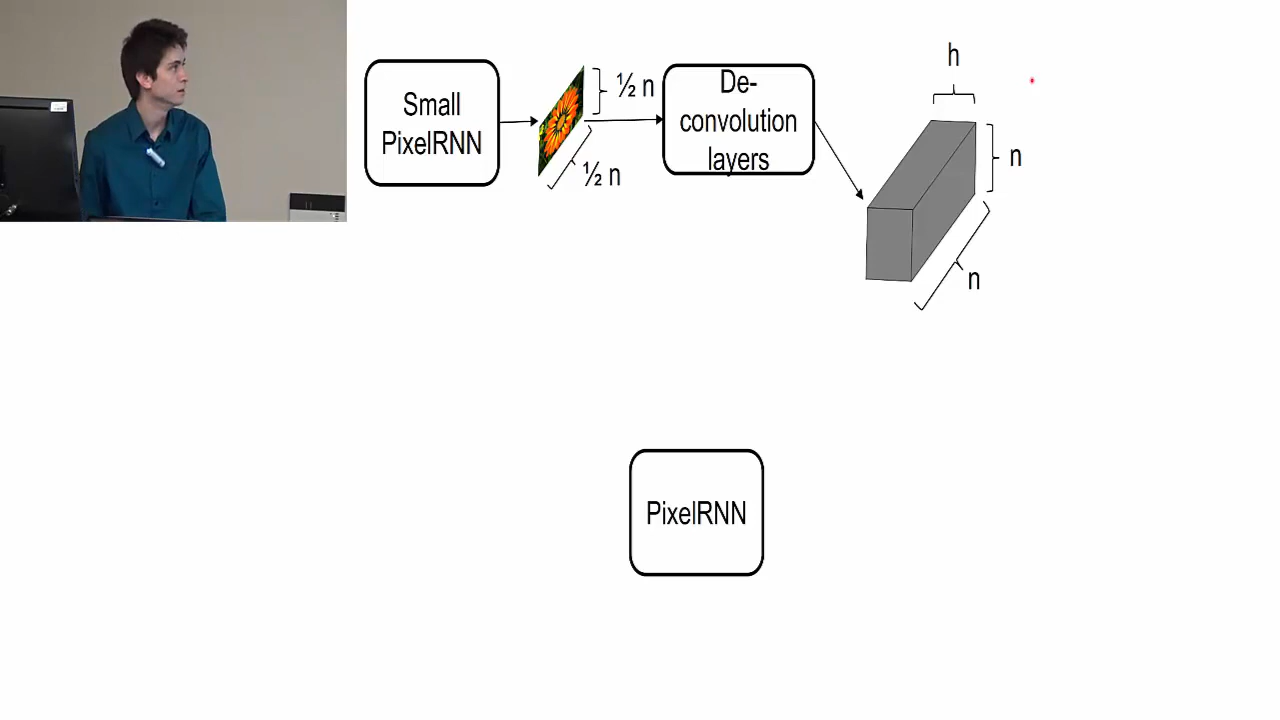 h
Small
PixelRNN
½ n
½ n
De-
convolution
layers
n
n
PixelRNN